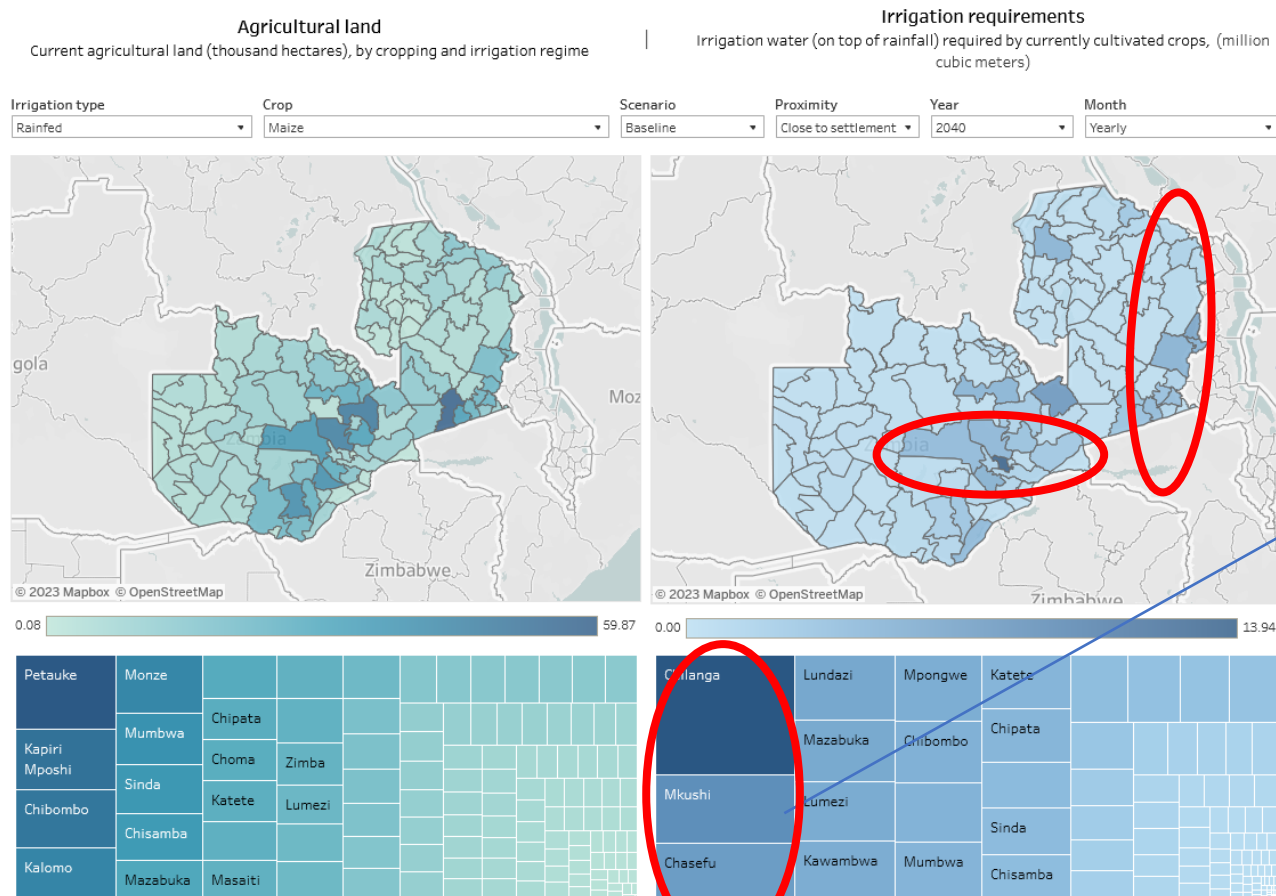 Agricultural land
Current agricultural land (thousand hectares), by cropping and irrigation regime
Irrigation requirements
Irrigation water (on top of rainfall) required by currently cultivated crops, (million
cubic meters)
Irrigation type
Rainfed
Crop
Maize
Scenario
Baseline
Proximity
Close to settlement
Year
2040
Month
Yearly
gola
Zambia
Moz
Zimbabwe
© 2023 Mapbox © OpenStreetMap
Zimbabwe
© 2023 Mapbox © OpenStreetMap
0.08
59.87
0.00
13.94
Petauke
Kapiri
Mposhi
Chibombo
Kalomo
Monze
Mumbwa
Sinda
Chisamba
Mazabuka
Chipata
Choma
Katete
Masaiti
Zimba
Lumezi
Chilanga
Mkushi
Chasefu
Lundazi
Mazabuka
Lumezi
Kawambwa
Mpongwe
Chibombo
Mumbwa
Katete
Chipata
Sinda
Chisamba